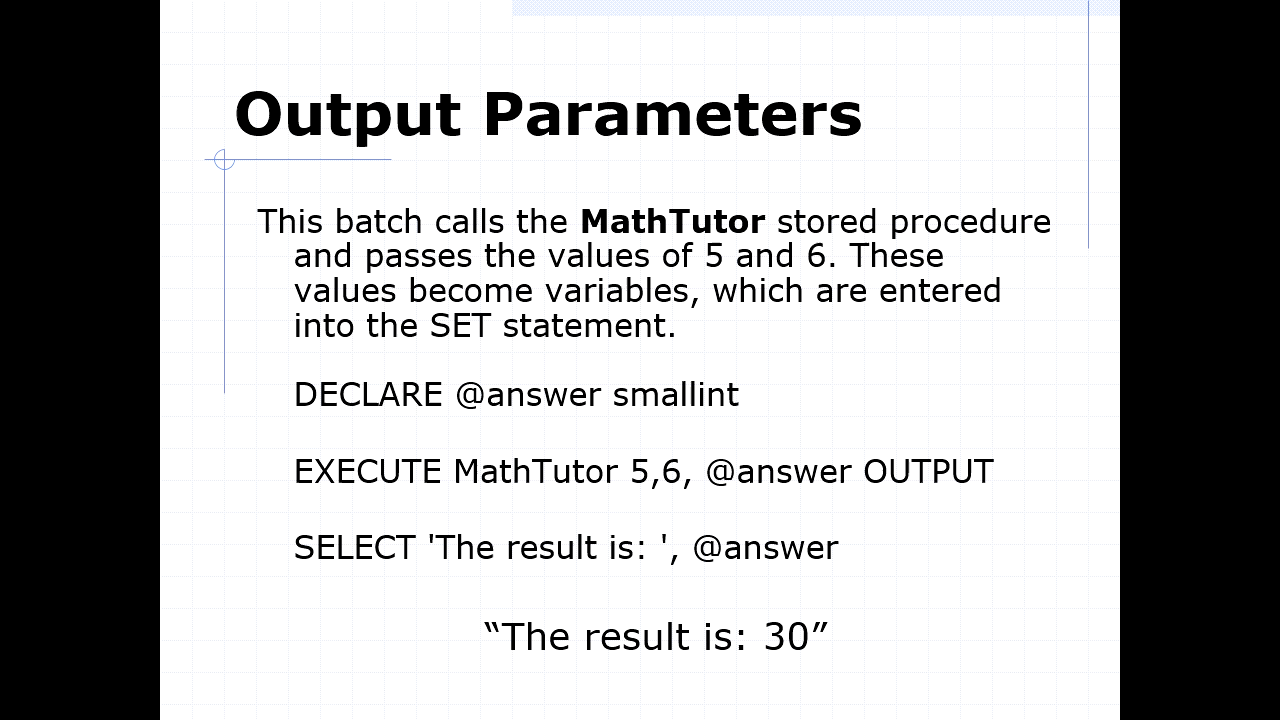 Output Parameters
This batch calls the MathTutor stored procedure
and passes the values of 5 and 6. These
values become variables, which are entered
into the SET statement.
DECLARE @answer smallint
EXECUTE MathTutor 5,6, @answer OUTPUT
SELECT 'The result is: ', @answer
“The result is: 30”